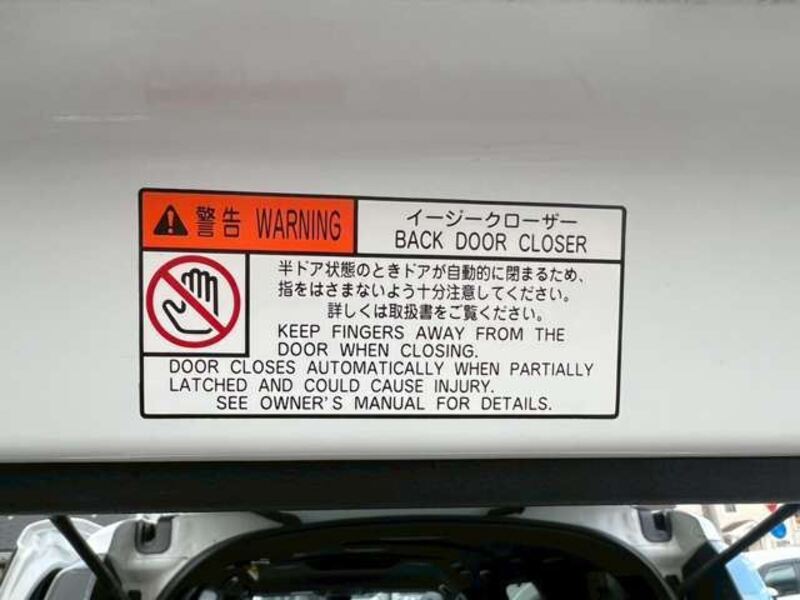 警告 WARNING
イージークローザー
BACK DOOR CLOSER
半ドア状態のときドアが自動的に閉まるため、
指をはさまないよう十分注意してください。
詳しくは取扱書をご覧ください。
KEEP FINGERS AWAY FROM THE
DOOR WHEN CLOSING.
DOOR CLOSES AUTOMATICALLY WHEN PARTIALLY
LATCHED AND COULD CAUSE INJURY.
SEE OWNER'S MANUAL FOR DETAILS.